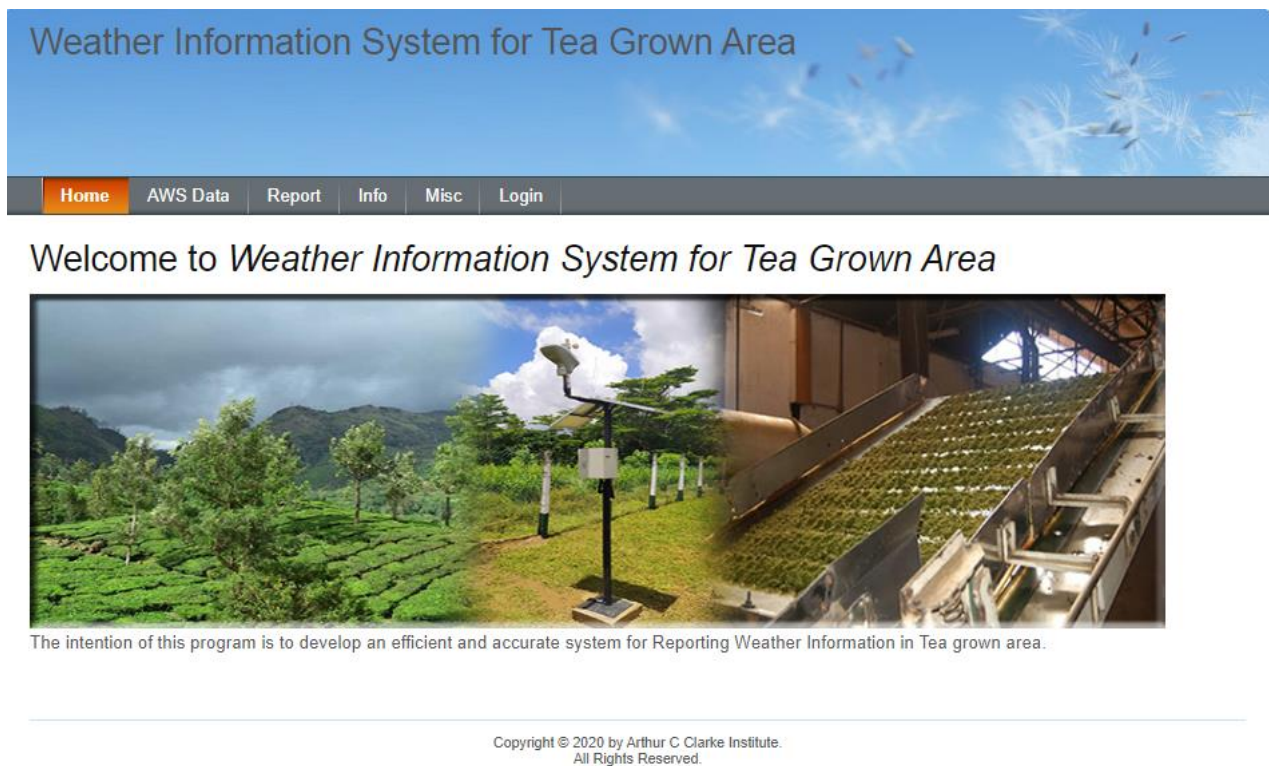 Weather Information System for Tea Grown Area
Home AWS Data Report Info Misc Login
Welcome to Weather Information System for Tea Grown Area
The intention of this program is to develop an efficient and accurate system for Reporting Weather Information in Tea grown area.
Copyright © 2020 by Arthur C Clarke Institute.
All Rights Reserved.